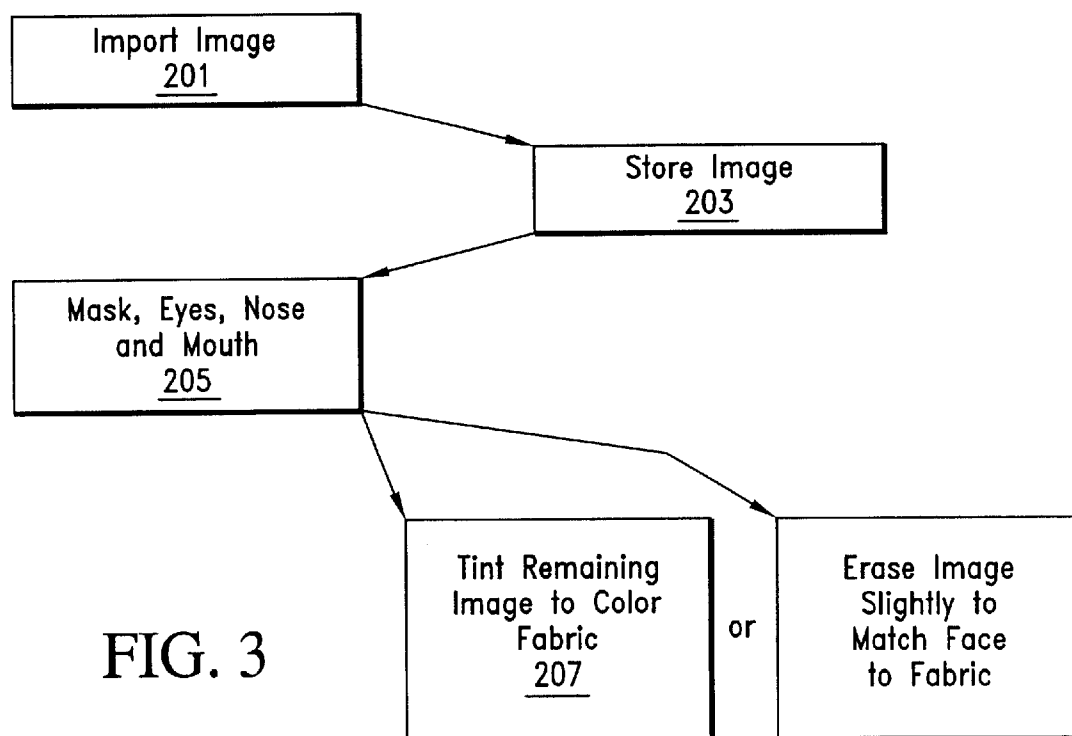 Import Image
201
Store Image
203
Mask, Eyes, Nose
and Mouth
205
Tint Remaining
Image to Color
Fabric
207
or
Erase Image
Slightly to
Match Face
to Fabric
FIG. 3